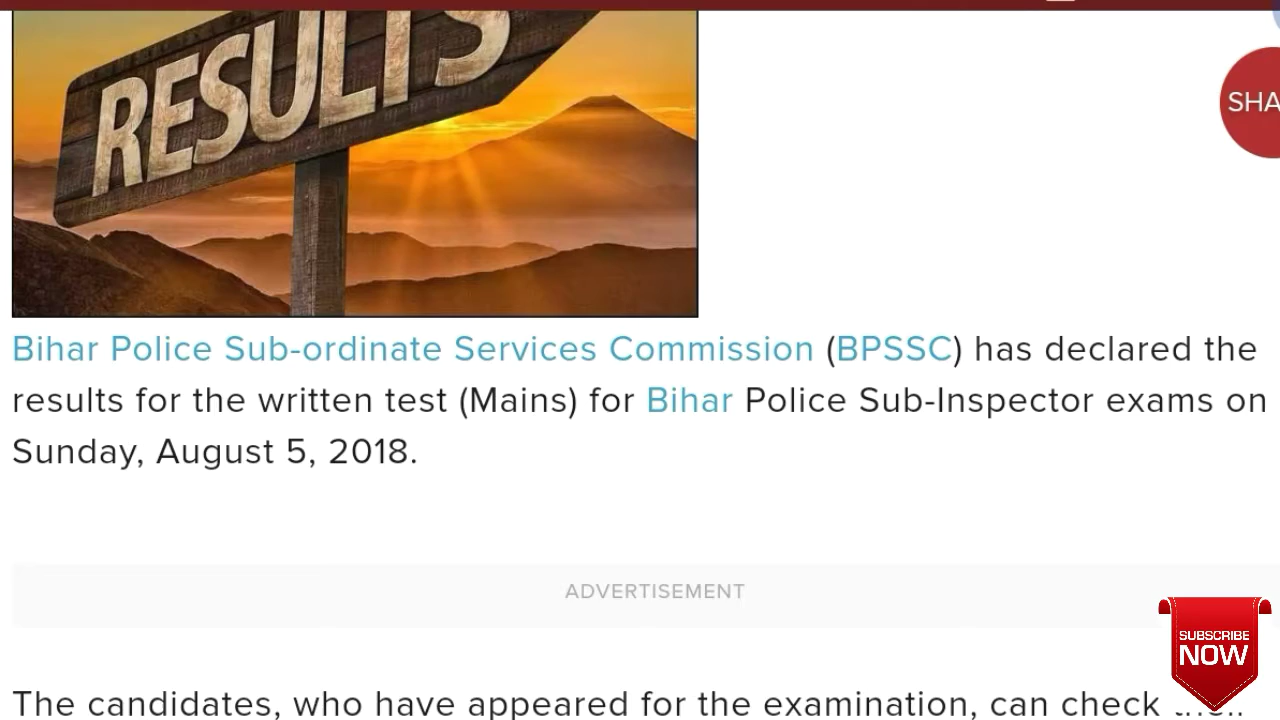 RESULTS
SHA
Bihar Police Sub-ordinate Services Commission (BPSSC) has declared the
results for the written test (Mains) for Bihar Police Sub-Inspector exams on
Sunday, August 5, 2018.
ADVERTISEMENT
SUBSCRIBE
NOW
The candidates, who have appeared for the examination, can check